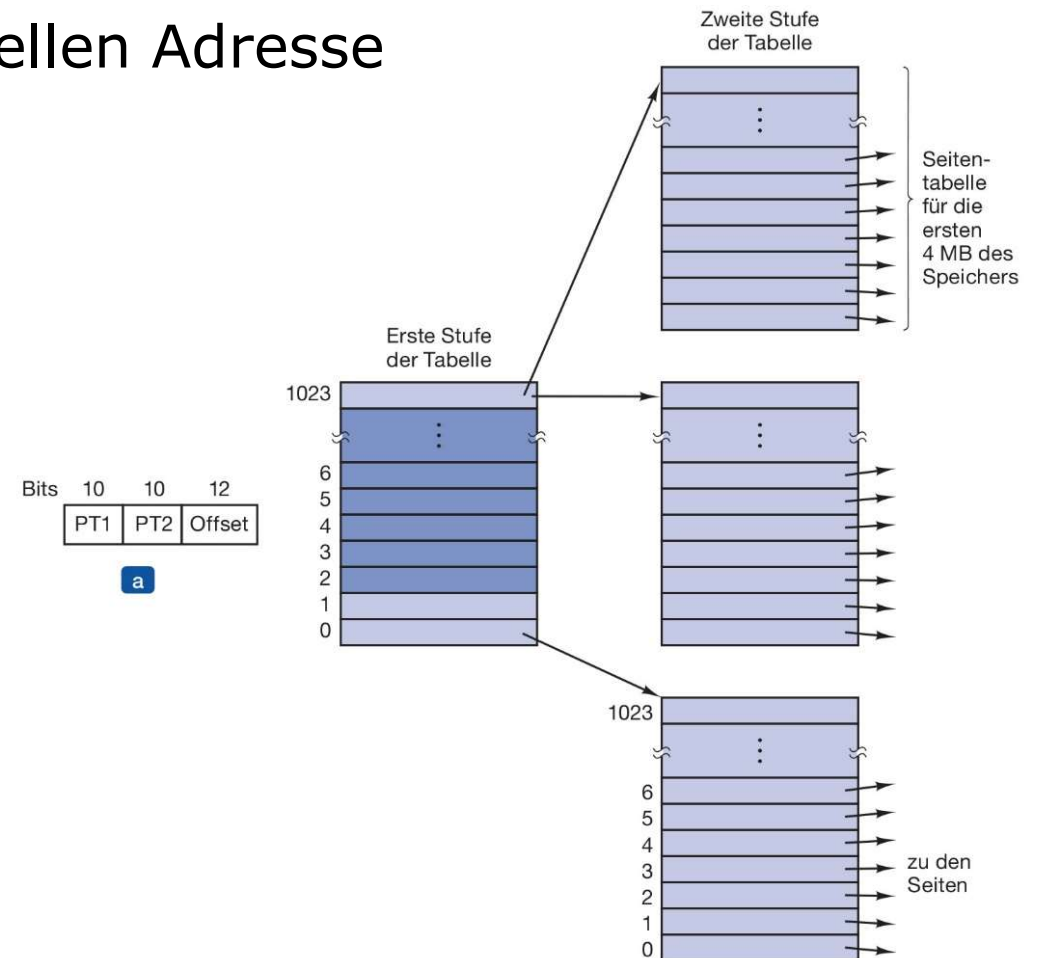 ellen Adresse
Zweite Stufe
der Tabelle
Seiten-
tabelle
für die
ersten
4 MB des
Speichers
Erste Stufe
der Tabelle
1023
6
5
4
3
2
1
0
Bits 10 10 12
PT1 PT2 Offset
a
1023
6
5
4
3
2
1
0
zu den
Seiten